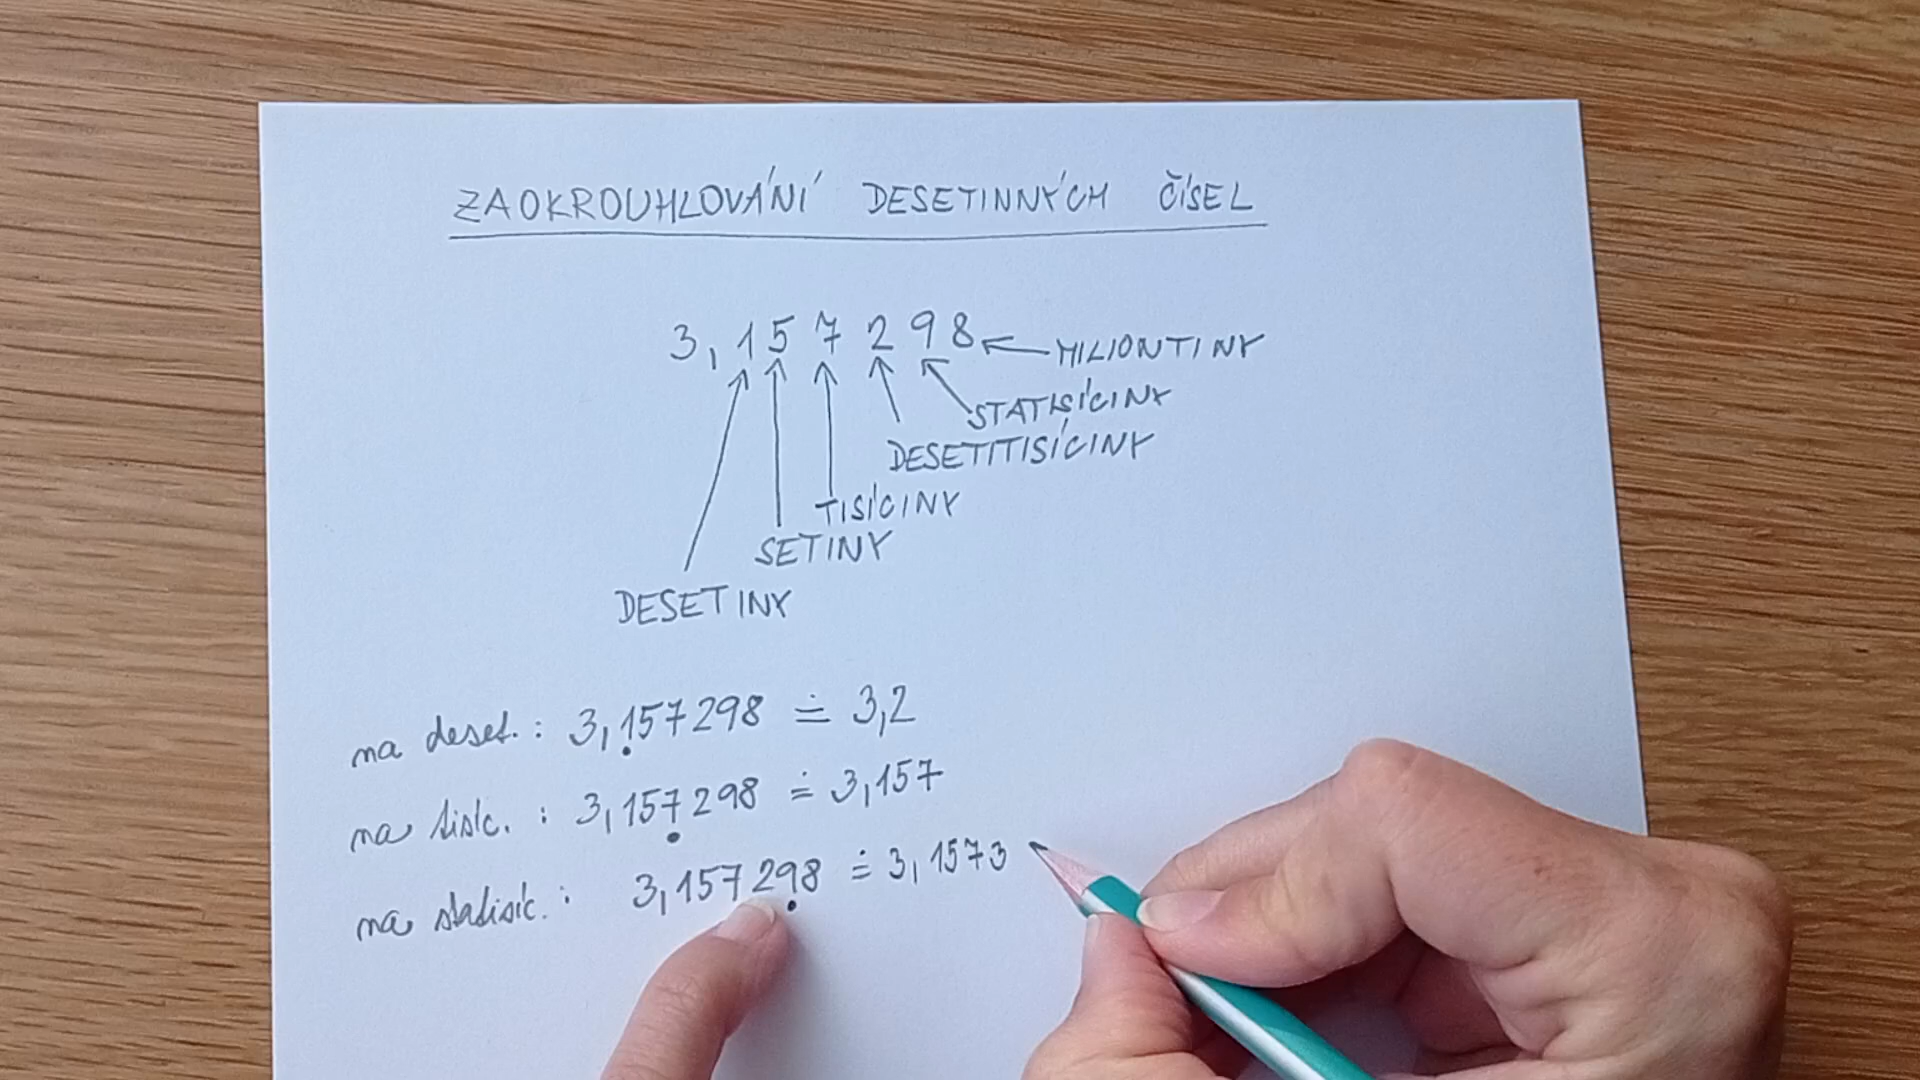 ZAOKROUHLOVÁNÍ DESETINNÝCH ČÍSEL
3,157298
MILIONTINY
STATISÍCINY
DESETITISÍCINY
TISÍCINY
SETINY
DESETINY
na deset. : 3,157298 ≐ 3,2
na tisíc. : 3,157298 ≐ 3,157
na statisíc. : 3,157298 ≐ 3,1573